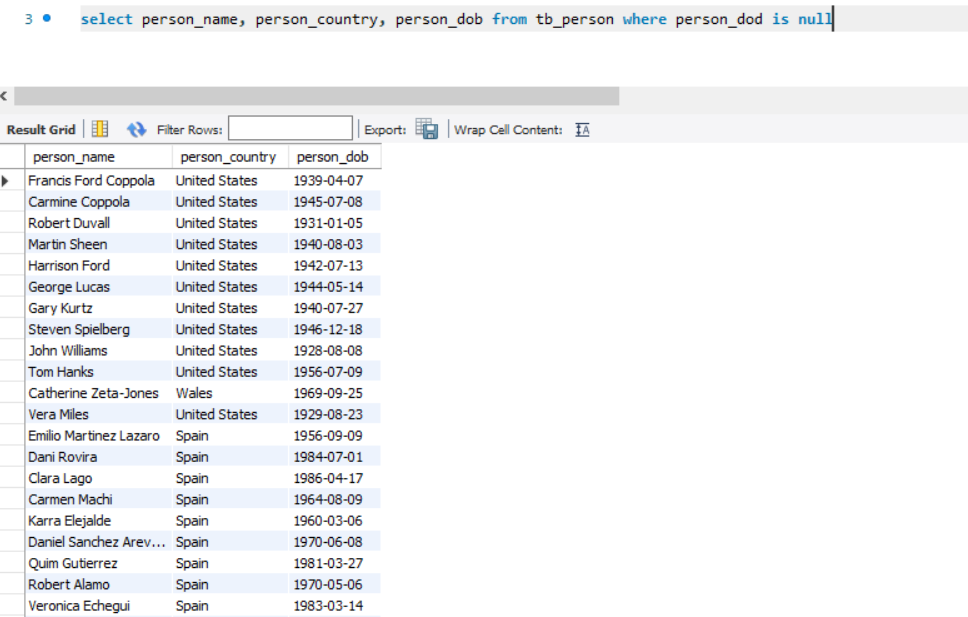 3 select person_name, person_country, person_dob from tb_person where person_dod is null
Result Grid Filter Rows: Export: Wrap Cell Content: IA
person_name person_country person_dob
Francis Ford Coppola United States 1939-04-07
Carmine Coppola United States 1945-07-08
Robert Duvall United States 1931-01-05
Martin Sheen United States 1940-08-03
Harrison Ford United States 1942-07-13
George Lucas United States 1944-05-14
Gary Kurtz United States 1940-07-27
Steven Spielberg United States 1946-12-18
John Williams United States 1928-08-08
Tom Hanks United States 1956-07-09
Catherine Zeta-Jones Wales 1969-09-25
Vera Miles United States 1929-08-23
Emilio Martinez Lazaro Spain 1956-09-09
Dani Rovira Spain 1984-07-01
Clara Lago Spain 1986-04-17
Carmen Machi Spain 1964-08-09
Karra Elejalde Spain 1960-03-06
Daniel Sanchez Arev... Spain 1970-06-08
Quim Gutierrez Spain 1981-03-27
Robert Alamo Spain 1970-05-06
Veronica Echegui Spain 1983-03-14